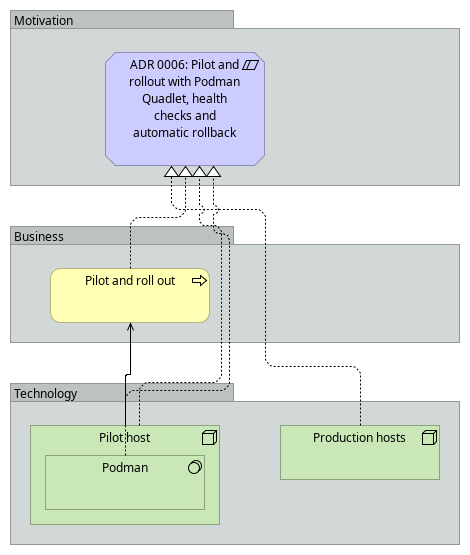 Motivation
ADR 0006: Pilot and
rollout with Podman
Quadlet, health
checks and
automatic rollback
Business
Pilot and roll out
Technology
Pilot host
Production hosts
Podman